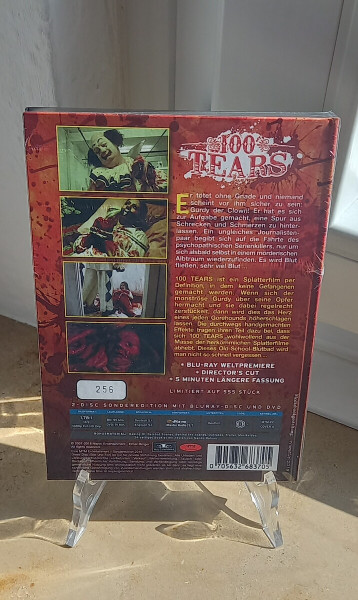 100
TEARS
Er tötet ohne Gnade und niemand
scheint vor ihm sicher zu sein:
Gurdy der Clown! Er hat es sich
zur Aufgabe gemacht eine Spur aus
Schrecken und Schmerzen zu hinter-
lassen. Ein ungleiches Journalisten-
paar begibt sich auf die Fährte des
psychopathischen Serienkillers, nur um
sich alsbald selbst in einem mörderischen
Albtraum wiederzufinden. Es wird Blut
fließen, sehr viel Blut!
100 TEARS ist ein Splatterfilm per
Definition, in dem keine Gefangenen
gemacht werden. Wenn sich der
monströse Gurdy über seine Opfer
hermacht und sie dabei regelrecht
zerstückelt, dann wird dies das Herz
eines jeden Gorehounds höherschlagen
lassen. Die durchwegs handgemachten
Effekte tragen ihren Teil dazu bei, dass
sich 100 TEARS wohlwollend aus der
Masse der herkömmlichen Splatterfilme
abhebt. Dieses Old-School-Blutbad wird
man nicht so schnell vergessen.
• BLU-RAY WELTPREMIERE
• DIRECTOR'S CUT
• 5 MINUTEN LÄNGERE FASSUNG
LIMITIERT AUF 555 STÜCK
256
2-DISC SONDEREDITION MIT BLURAY-DISC UND DVD
0 705632 683705